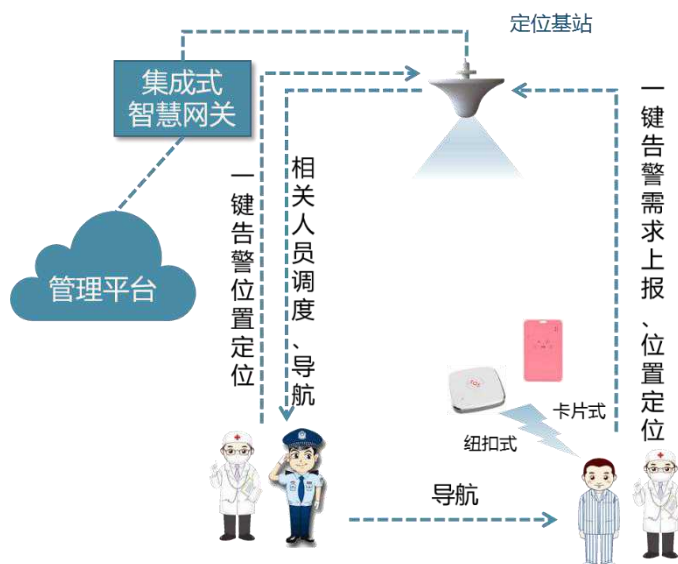 定位基站
集成式
智慧网关
管理平台
一键告警位置定位
相关人员调度、导航
一键告警需求上报、位置定位
SOS
卡片式
纽扣式
导航